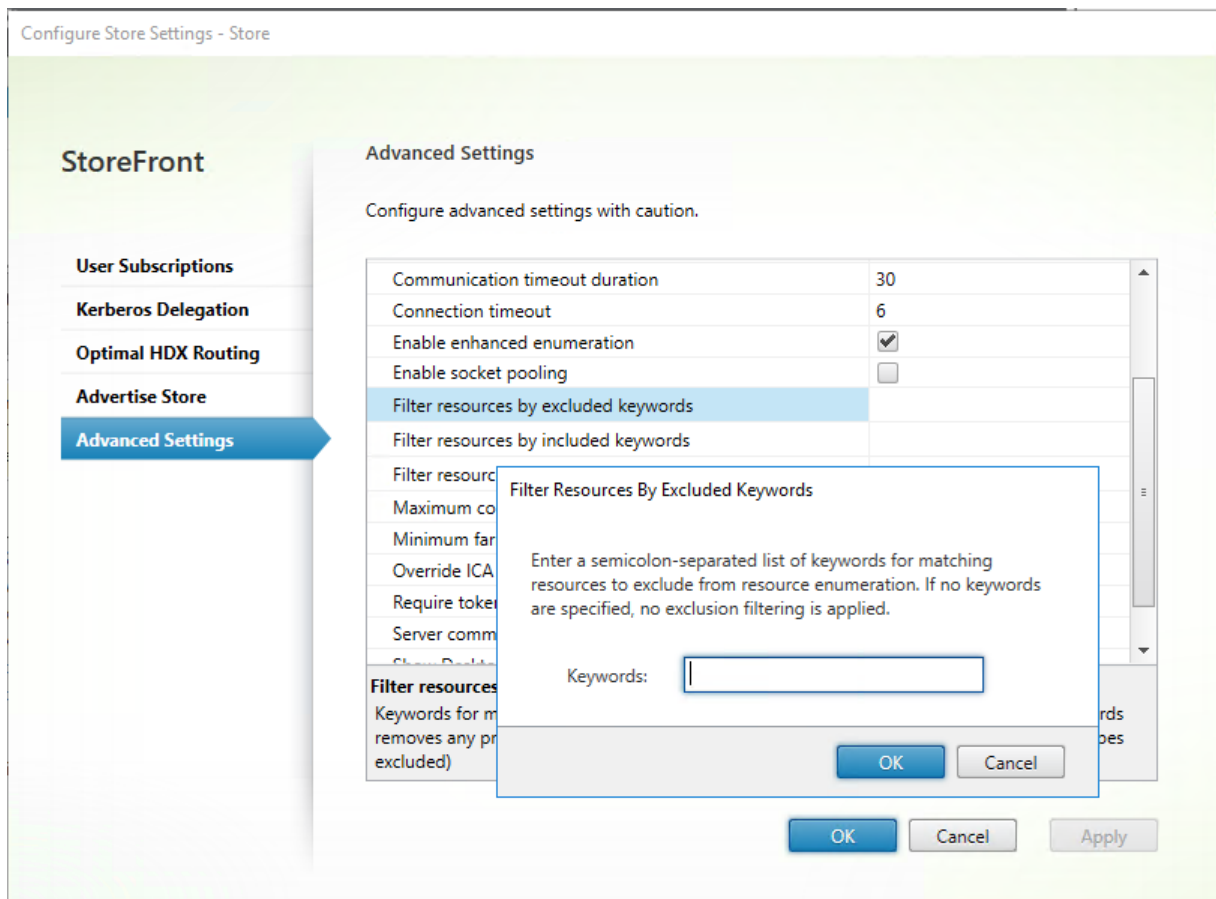 Configure Store Settings - Store
StoreFront
User Subscriptions
Kerberos Delegation
Optimal HDX Routing
Advertise Store
Advanced Settings
Advanced Settings
Configure advanced settings with caution.
Communication timeout duration 30
Connection timeout 6
Enable enhanced enumeration
Enable socket pooling
Filter resources by excluded keywords
Filter resources by included keywords
Filter resourc
Maximum co
Minimum far
Override ICA
Require token
Server comm
Filter resources
Keywords for m rds
removes any pr pes
excluded)
Filter Resources By Excluded Keywords
Enter a semicolon-separated list of keywords for matching
resources to exclude from resource enumeration. If no keywords
are specified, no exclusion filtering is applied.
Keywords:
OK Cancel
OK Cancel Apply